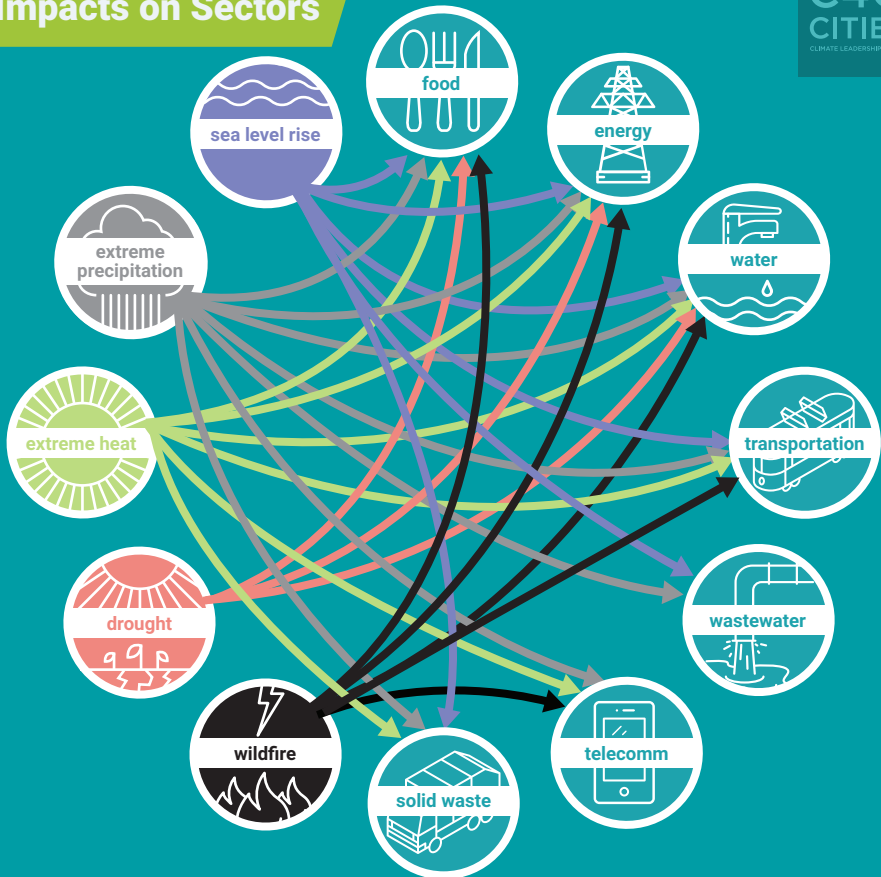 Impacts on Sectors
CITIE
CLIMATE LEADERSHIP
food
sea level rise
energy
extreme
precipitation
water
extreme heat
transportation
drought
wastewater
wildfire
telecomm
solid waste